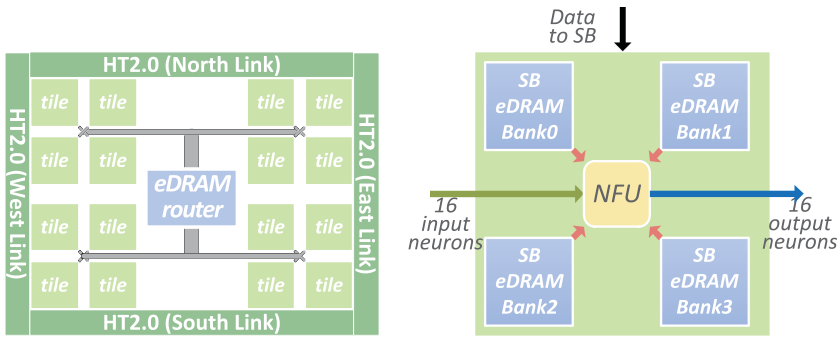 HT2.0 (North Link)
HT2.0 (West Link)
HT2.0 (East Link)
tile tile tile tile
tile tile tile tile
eDRAM
router
tile tile tile tile
tile tile tile tile
HT2.0 (South Link)
Data
to SB
SB
eDRAM
Bank0
SB
eDRAM
Bank1
NFU
16
input
neurons
16
output
neurons
SB
eDRAM
Bank2
SB
eDRAM
Bank3